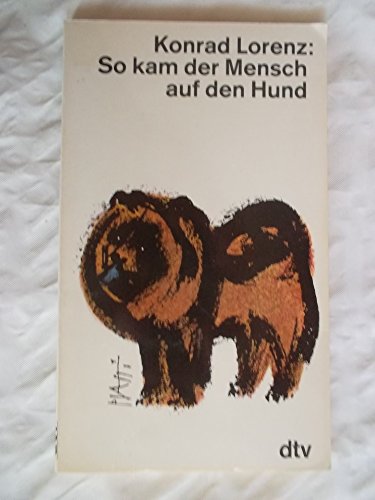 Konrad Lorenz:
So kam der Mensch
auf den Hund
dtv